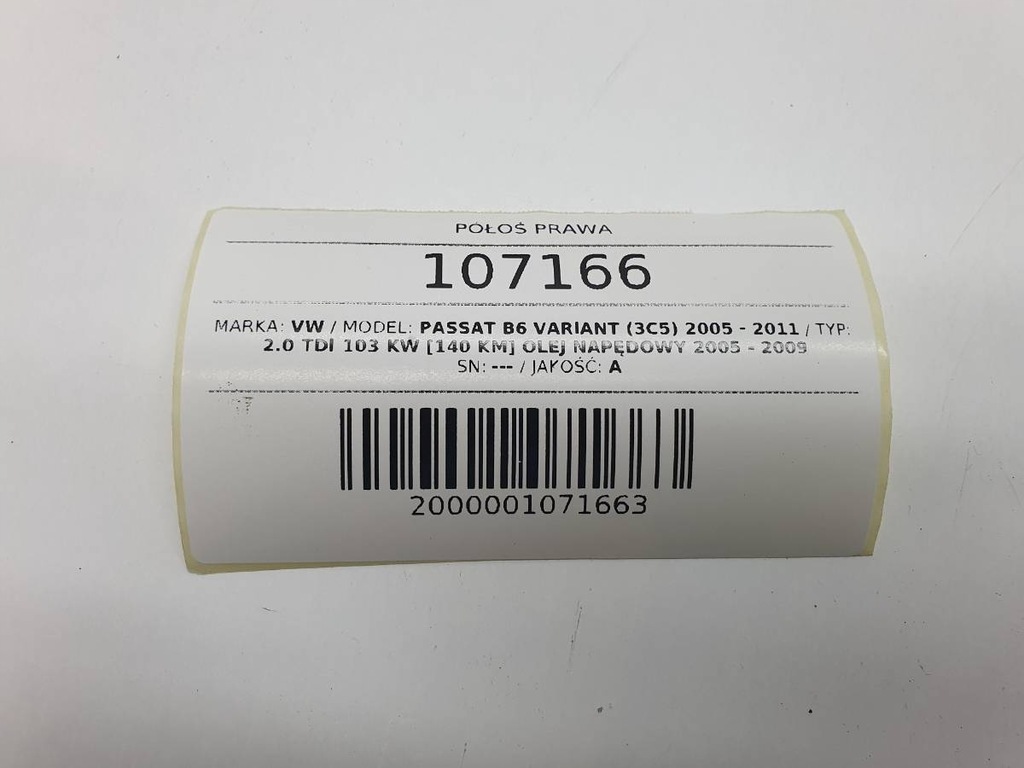 PÓŁOŚ PRAWA
107166
MARKA: VW / MODEL: PASSAT B6 VARIANT (3C5) 2005 - 2011 / TYP:
2.0 TDI 103 KW [140 KM] OLEJ NAPĘDOWY 2005 - 2009
SN: --- / JAKOŚĆ: A
2000001071663